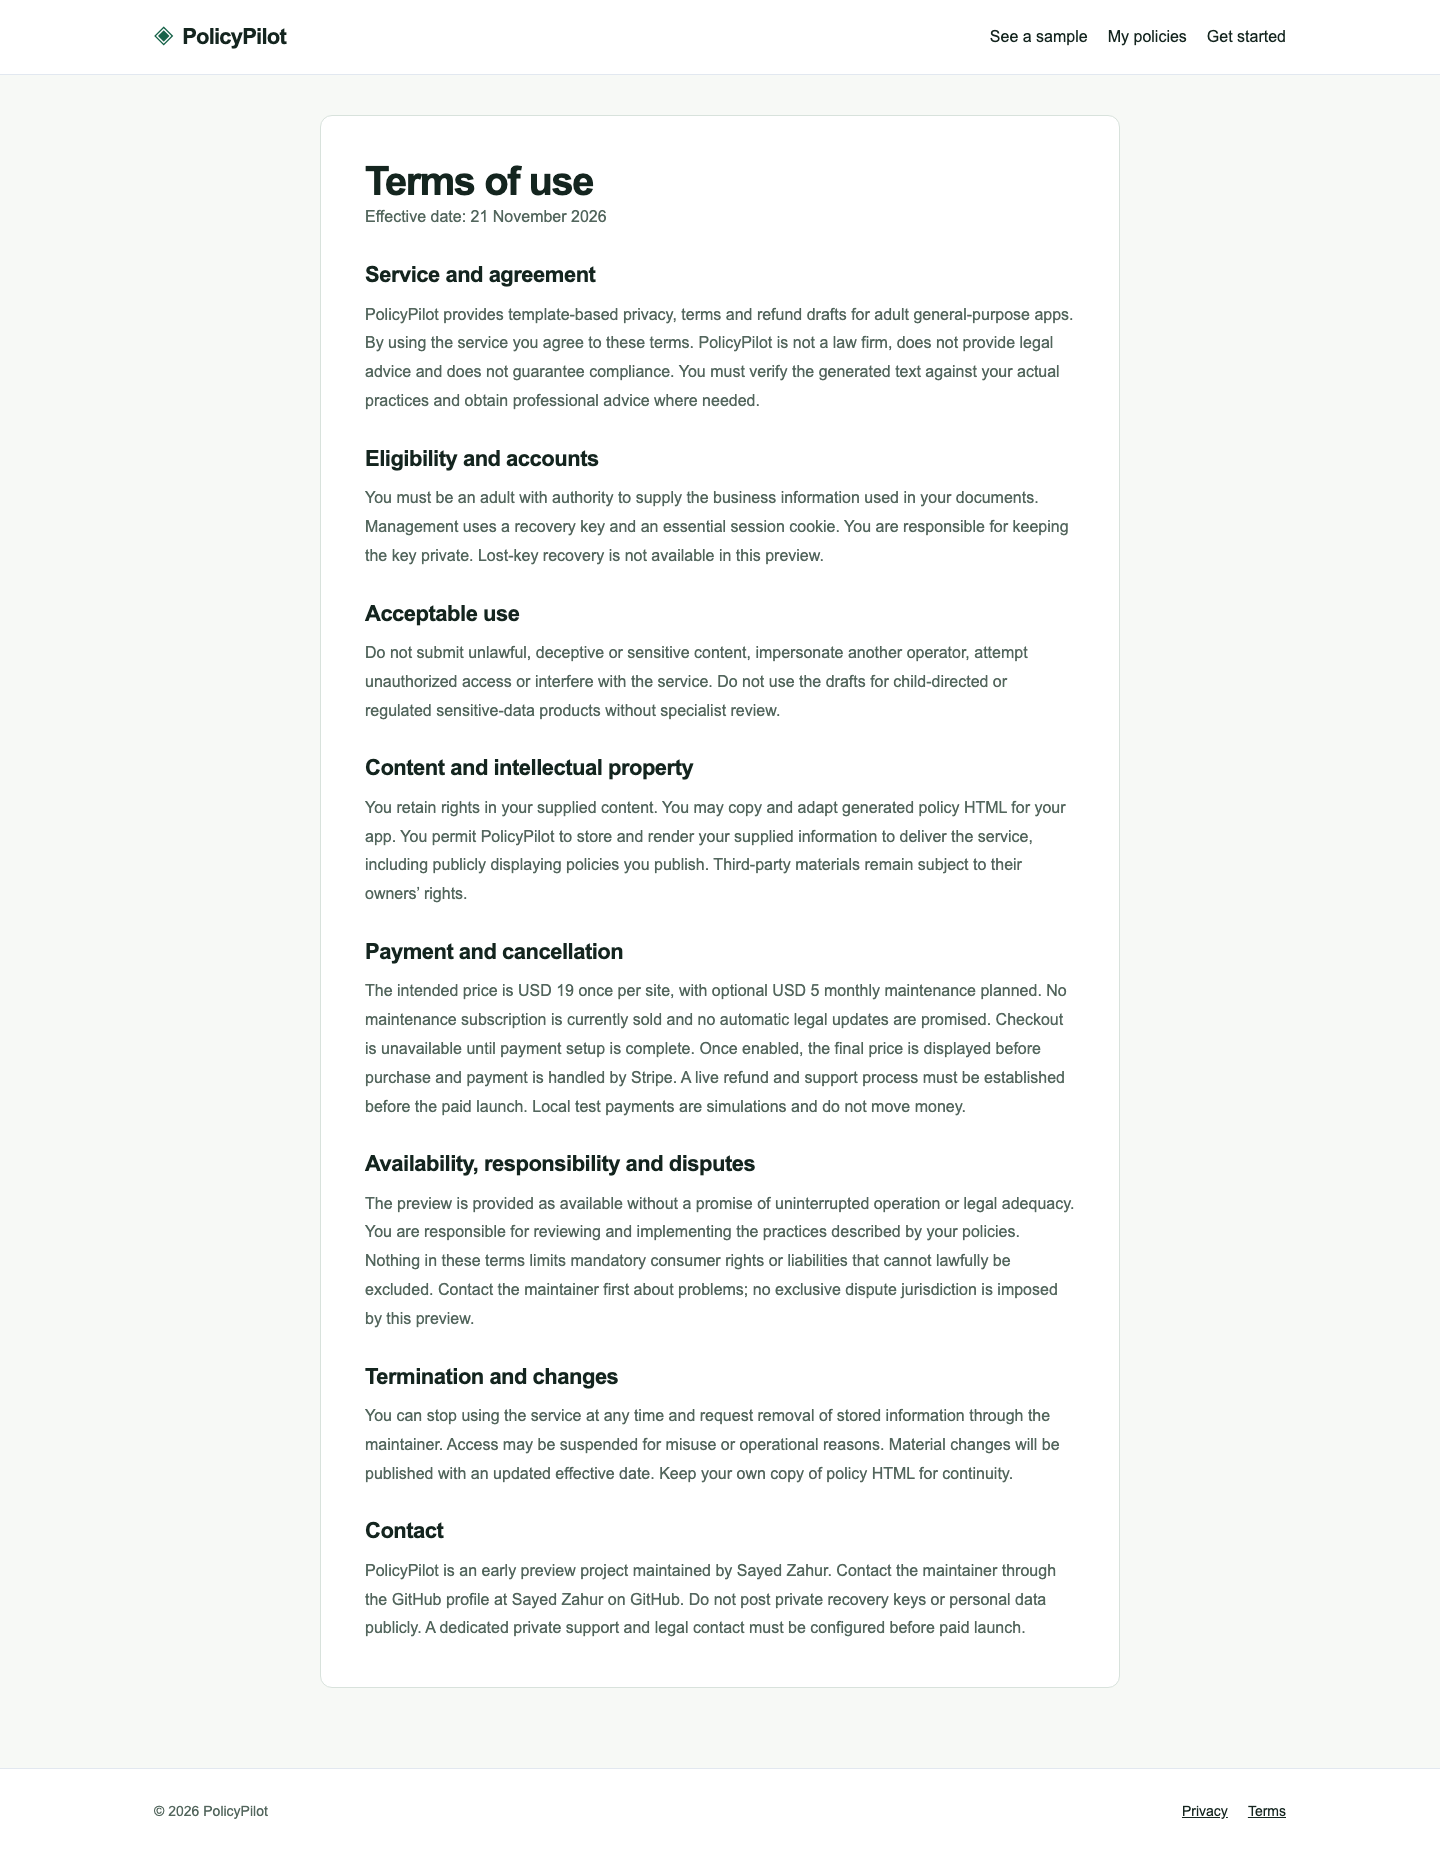 PolicyPilot
See a sample My policies Get started
Terms of use
Effective date: 21 November 2026
Service and agreement
PolicyPilot provides template-based privacy, terms and refund drafts for adult general-purpose apps.
By using the service you agree to these terms. PolicyPilot is not a law firm, does not provide legal
advice and does not guarantee compliance. You must verify the generated text against your actual
practices and obtain professional advice where needed.
Eligibility and accounts
You must be an adult with authority to supply the business information used in your documents.
Management uses a recovery key and an essential session cookie. You are responsible for keeping
the key private. Lost-key recovery is not available in this preview.
Acceptable use
Do not submit unlawful, deceptive or sensitive content, impersonate another operator, attempt
unauthorized access or interfere with the service. Do not use the drafts for child-directed or
regulated sensitive-data products without specialist review.
Content and intellectual property
You retain rights in your supplied content. You may copy and adapt generated policy HTML for your
app. You permit PolicyPilot to store and render your supplied information to deliver the service,
including publicly displaying policies you publish. Third-party materials remain subject to their
owners’ rights.
Payment and cancellation
The intended price is USD 19 once per site, with optional USD 5 monthly maintenance planned. No
maintenance subscription is currently sold and no automatic legal updates are promised. Checkout
is unavailable until payment setup is complete. Once enabled, the final price is displayed before
purchase and payment is handled by Stripe. A live refund and support process must be established
before the paid launch. Local test payments are simulations and do not move money.
Availability, responsibility and disputes
The preview is provided as available without a promise of uninterrupted operation or legal adequacy.
You are responsible for reviewing and implementing the practices described by your policies.
Nothing in these terms limits mandatory consumer rights or liabilities that cannot lawfully be
excluded. Contact the maintainer first about problems; no exclusive dispute jurisdiction is imposed
by this preview.
Termination and changes
You can stop using the service at any time and request removal of stored information through the
maintainer. Access may be suspended for misuse or operational reasons. Material changes will be
published with an updated effective date. Keep your own copy of policy HTML for continuity.
Contact
PolicyPilot is an early preview project maintained by Sayed Zahur. Contact the maintainer through
the GitHub profile at Sayed Zahur on GitHub. Do not post private recovery keys or personal data
publicly. A dedicated private support and legal contact must be configured before paid launch.
© 2026 PolicyPilot
Privacy Terms